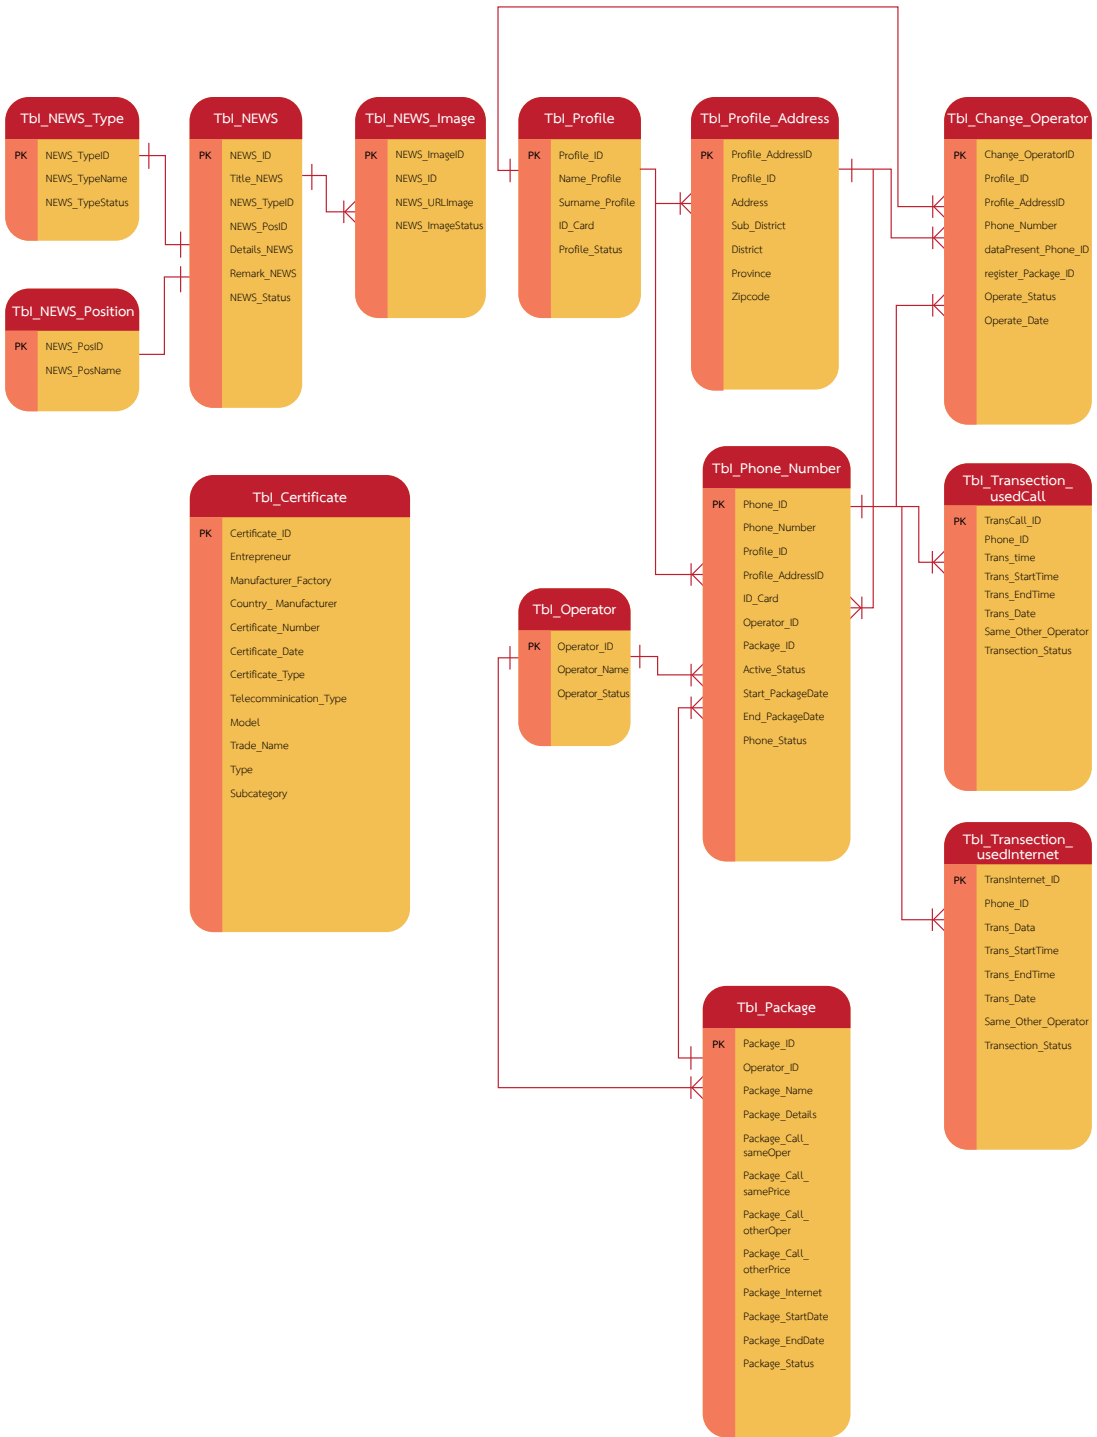 Tbl_NEWS_Type
PK
NEWS_TypeID
NEWS_TypeName
NEWS_TypeStatus
Tbl_NEWS_Position
PK
NEWS_PosID
NEWS_PosName
Tbl_NEWS
PK
NEWS_ID
Title_NEWS
NEWS_TypeID
NEWS_PosID
Details_NEWS
Remark_NEWS
NEWS_Status
Tbl_NEWS_Image
PK
NEWS_ImageID
NEWS_ID
NEWS_URLImage
NEWS_ImageStatus
Tbl_Profile
PK
Profile_ID
Name_Profile
Surname_Profile
ID_Card
Profile_Status
Tbl_Profile_Address
PK
Profile_AddressID
Profile_ID
Address
Sub_District
District
Province
Zipcode
Tbl_Change_Operator
PK
Change_OperatorID
Profile_ID
Profile_AddressID
Phone_Number
dataPresent_Phone_ID
register_Package_ID
Operate_Status
Operate_Date
Tbl_Certificate
PK
Certificate_ID
Entrepreneur
Manufacturer_Factory
Country_ Manufacturer
Certificate_Number
Certificate_Date
Certificate_Type
Telecomminication_Type
Model
Trade_Name
Type
Subcategory
Tbl_Operator
PK
Operator_ID
Operator_Name
Operator_Status
Tbl_Phone_Number
PK
Phone_ID
Phone_Number
Profile_ID
Profile_AddressID
ID_Card
Operator_ID
Package_ID
Active_Status
Start_PackageDate
End_PackageDate
Phone_Status
Tbl_Transection_
usedCall
PK
TransCall_ID
Phone_ID
Trans_time
Trans_StartTime
Trans_EndTime
Trans_Date
Same_Other_Operator
Transection_Status
Tbl_Transection_
usedInternet
PK
TransInternet_ID
Phone_ID
Trans_Data
Trans_StartTime
Trans_EndTime
Trans_Date
Same_Other_Operator
Transection_Status
Tbl_Package
PK
Package_ID
Operator_ID
Package_Name
Package_Details
Package_Call_
sameOper
Package_Call_
samePrice
Package_Call_
otherOper
Package_Call_
otherPrice
Package_Internet
Package_StartDate
Package_EndDate
Package_Status